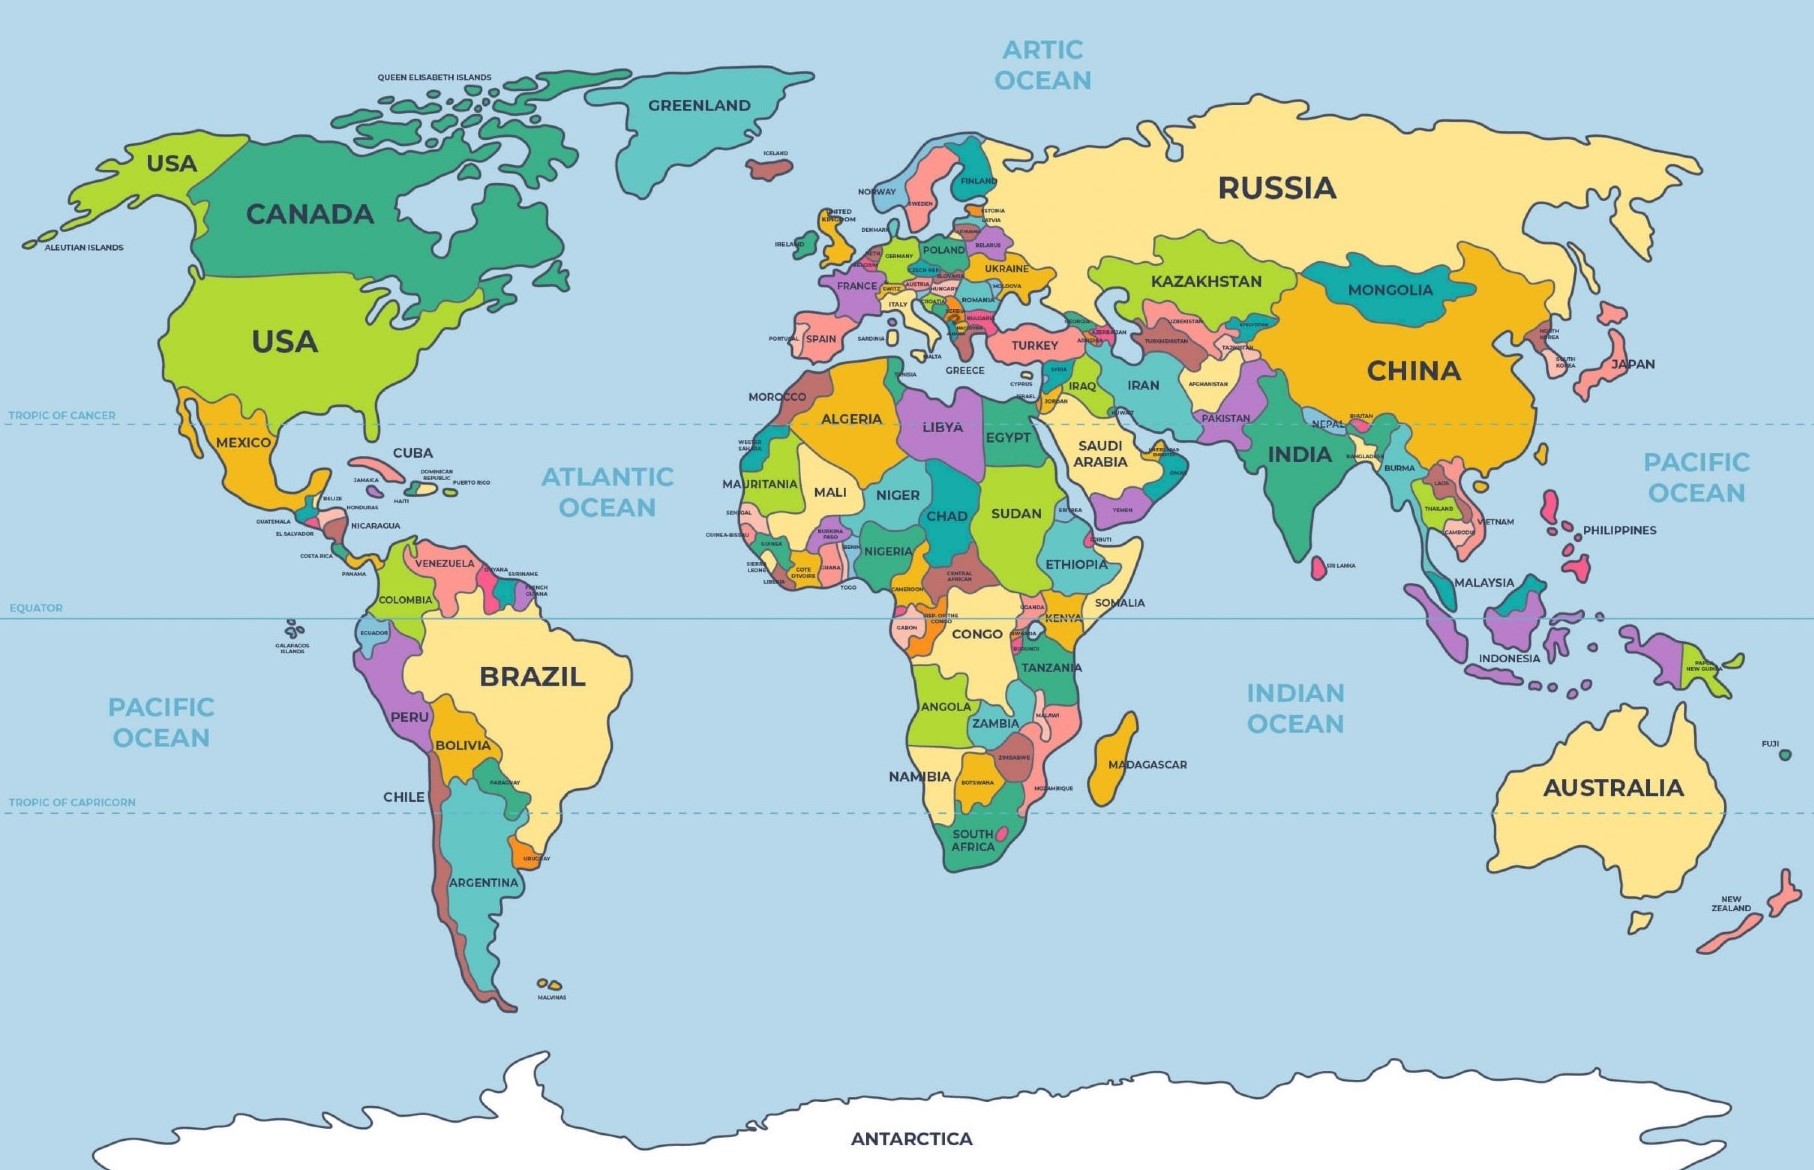 ARTIC
OCEAN
QUEEN ELISABETH ISLANDS
GREENLAND
USA
ICELAND
RUSSIA
CANADA
NORWAY
FINLAND
SWEDEN
ALEUTIAN ISLANDS
UNITED
KINGDOM
ESTONIA
LATVIA
DENMARK
IRELAND
BELARUS
POLAND
GERMANY
UKRAINE
KAZAKHSTAN
MONGOLIA
FRANCE
AUSTRIA
HUNGARY
MOLDOVA
ROMANIA
SWITZ
ITALY
CROATIA
USA
PORTUGAL
SPAIN
SARDINIA
MALTA
GREECE
TURKEY
GEORGIA
AZERBAIJAN
ARMENIA
UZBEKISTAN
TURKMENISTAN
TAZIKISTAN
NORTH
KOREA
SOUTH
KOREA
JAPAN
CHINA
CYPRUS
SYRIA
IRAQ
IRAN
AFGHANISTAN
TUNISIA
ISRAEL
JORDAN
KUWAIT
MOROCCO
ALGERIA
LIBYA
EGYPT
PAKISTAN
NEPAL
BHUTAN
TROPIC OF CANCER
MEXICO
CUBA
SAUDI
ARABIA
INDIA
BANGLADESH
BURMA
PACIFIC
OCEAN
ATLANTIC
OCEAN
JAMAICA
HAITI
DOMINICAN
REPUBLIC
PUERTO RICO
BELIZE
HONDURAS
GUATEMALA
EL SALVADOR
NICARAGUA
COSTA RICA
PANAMA
WESTER
SAHARA
MAURITANIA
MALI
NIGER
CHAD
SUDAN
ERITREA
YEMEN
OMAN
LAOS
THAILAND
VIETNAM
CAMBODIA
PHILIPPINES
SENEGAL
GUINEA-BISSAU
GUINEA
SIERRA
LEONE
LIBERIA
COTE
D'IVOIRE
BURKINA
FASO
GHANA
TOGO
BENIN
NIGERIA
CAMEROON
CENTRAL
AFRICAN
DJIBUTI
ETHIOPIA
SOMALIA
SRI LANKA
MALAYSIA
VENEZUELA
GUYANA
SURINAME
FRENCH
GUIANA
COLOMBIA
EQUATOR
ECUADOR
GALAPAGOS
ISLANDS
GABON
REP. OF THE
CONGO
CONGO
UGANDA
KENYA
RWANDA
BURUNDI
TANZANIA
INDONESIA
PAPUA
NEW GUINEA
BRAZIL
PERU
BOLIVIA
PACIFIC
OCEAN
INDIAN
OCEAN
ANGOLA
ZAMBIA
MALAWI
ZIMBABWE
MOZAMBIQUE
NAMIBIA
BOTSWANA
MADAGASCAR
FUJI
AUSTRALIA
PARAGUAY
CHILE
TROPIC OF CAPRICORN
SOUTH
AFRICA
URUGUAY
ARGENTINA
NEW
ZEALAND
MALVINAS
ANTARCTICA